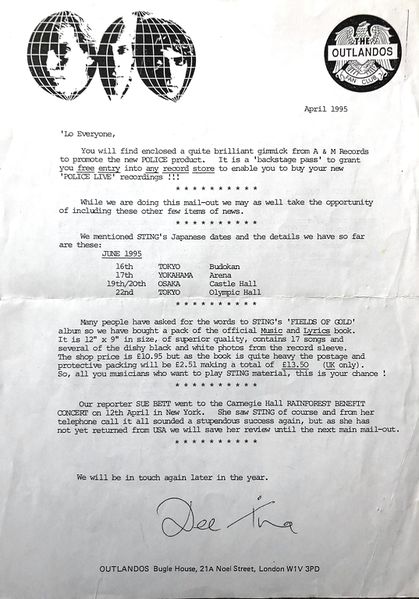 THE
OUTLANDOS
FAN CLUB
April 1995
'Lo Everyone,
You will find enclosed a quite brilliant gimmick from A & M Records
to promote the new POLICE product. It is a 'backstage pass' to grant
you free entry into any record store to enable you to buy your new
'POLICE LIVE' recordings !!!
* * * * * * * * * *
While we are doing this mail-out we may as well take the opportunity
of including these other few items of news.
* * * * * * * * * *
We mentioned STING's Japanese dates and the details we have so far
are these:
JUNE 1995
16th TOKYO Budokan
17th YOKAHAMA Arena
19th/20th OSAKA Castle Hall
22nd TOKYO Olympic Hall
* * * * * * * * * *
Many people have asked for the words to STING's 'FIELDS OF GOLD'
album so we have bought a pack of the official Music and Lyrics book.
It is 12" x 9" in size, of superior quality, contains 17 songs and
several of the dishy black and white photos from the record sleeve.
The shop price is £10.95 but as the book is quite heavy the postage and
protective packing will be £2.51 making a total of £13.50 (UK only).
So, all you musicians who want to play STING material, this is your chance !
* * * * * * * * * *
Our reporter SUE BETT went to the Carnegie Hall RAINFOREST BENEFIT
CONCERT on 12th April in New York. She saw STING of course and from her
telephone call it all sounded a stupendous success again, but as she has
not yet returned from USA we will save her review until the next main mail-out.
* * * * * * * * * *
We will be in touch again later in the year.
OUTLANDOS Bugle House, 21A Noel Street, London W1V 3PD